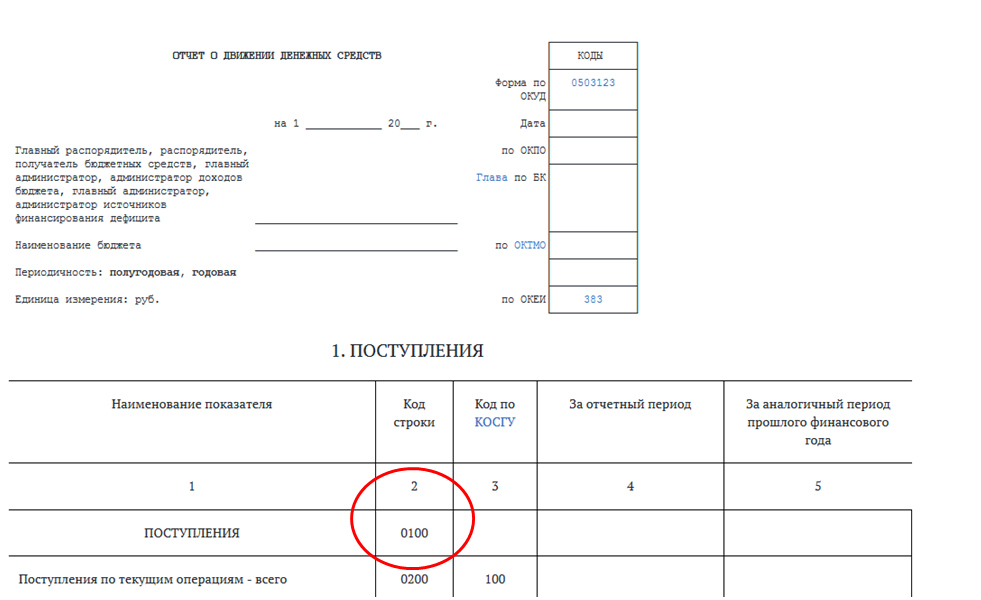 КОДЫ
ОТЧЕТ О ДВИЖЕНИИ ДЕНЕЖНЫХ СРЕДСТВ
Форма по
ОКУД
0503123
на 1 ____________ 20___ г.
Дата
Главный распорядитель, распорядитель,
получатель бюджетных средств, главный
администратор, администратор доходов
бюджета, главный администратор,
администратор источников
финансирования дефицита
по ОКПО
Глава по БК
Наименование бюджета
по ОКТМО
Периодичность: полугодовая, годовая
Единица измерения: руб.
по ОКЕИ
383
1. ПОСТУПЛЕНИЯ
Наименование показателя
Код
строки
Код по
КОСГУ
За отчетный период
За аналогичный период
прошлого финансового
года
1 2 3 4 5
ПОСТУПЛЕНИЯ 0100
Поступления по текущим операциям - всего 0200 100